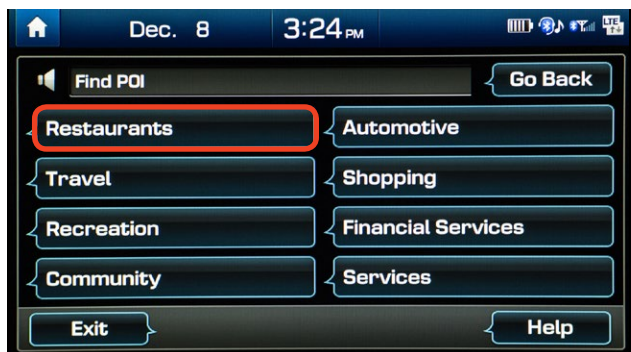 Dec. 8 3:24 PM LTE
Find POI Go Back
Restaurants Automotive
Travel Shopping
Recreation Financial Services
Community Services
Exit Help